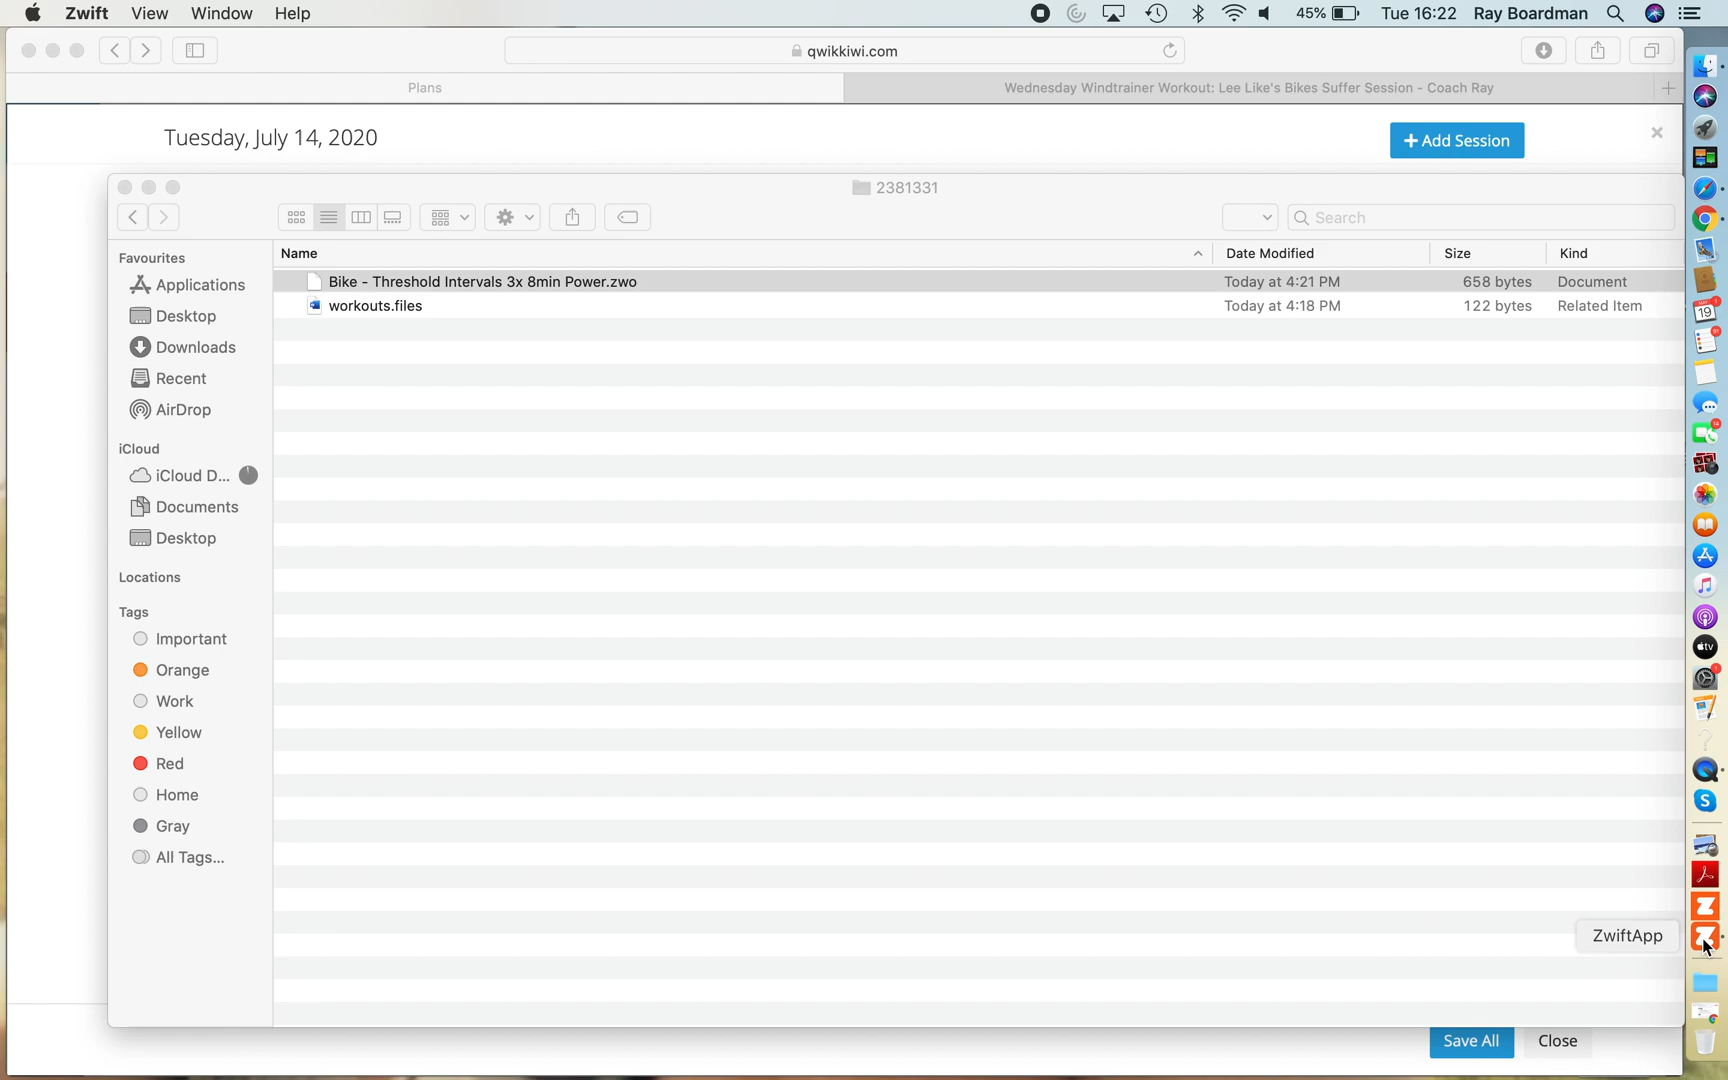 Zwift View Window Help
45% Tue 16:22 Ray Boardman
qwikkiwi.com
Plans
Wednesday Windtrainer Workout: Lee Like's Bikes Suffer Session - Coach Ray
Tuesday, July 14, 2020
+ Add Session
2381331
Search
Favourites
Applications
Desktop
Downloads
Recent
AirDrop
iCloud
iCloud D...
Documents
Desktop
Locations
Tags
Important
Orange
Work
Yellow
Red
Home
Gray
All Tags...
Name Date Modified Size Kind
Bike - Threshold Intervals 3x 8min Power.zwo Today at 4:21 PM 658 bytes Document
workouts.files Today at 4:18 PM 122 bytes Related Item
19
tv
ZwiftApp
Save All Close